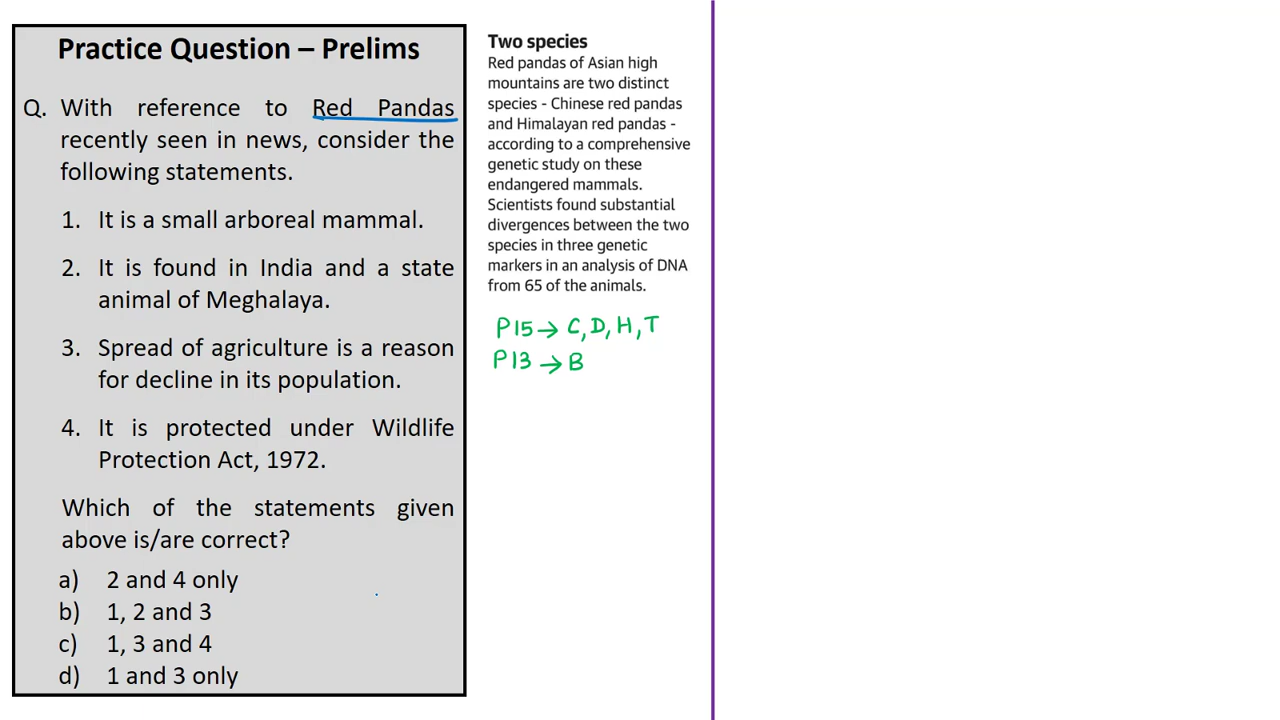 Practice Question – Prelims
Q. With reference to Red Pandas
recently seen in news, consider the
following statements.
1. It is a small arboreal mammal.
2. It is found in India and a state
animal of Meghalaya.
3. Spread of agriculture is a reason
for decline in its population.
4. It is protected under Wildlife
Protection Act, 1972.
Which of the statements given
above is/are correct?
a) 2 and 4 only
b) 1, 2 and 3
c) 1, 3 and 4
d) 1 and 3 only
Two species
Red pandas of Asian high
mountains are two distinct
species - Chinese red pandas
and Himalayan red pandas -
according to a comprehensive
genetic study on these
endangered mammals.
Scientists found substantial
divergences between the two
species in three genetic
markers in an analysis of DNA
from 65 of the animals.
P15 → C, D, H, T
P13 → B